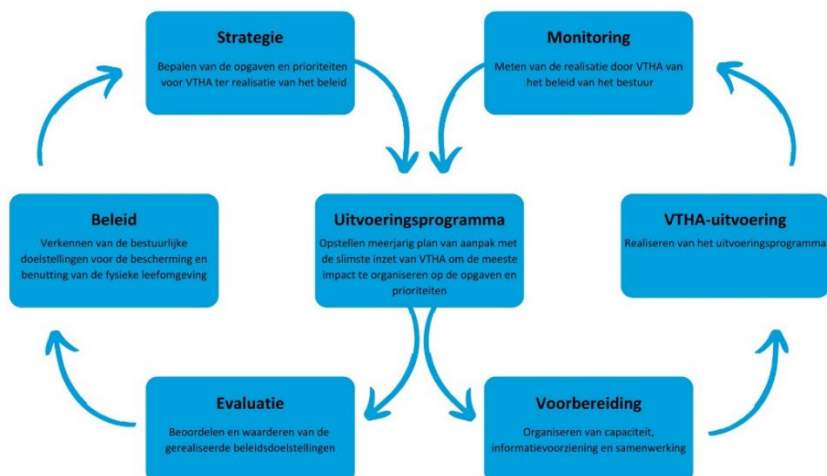 Strategie
Bepalen van de opgaven en prioriteiten
voor VTHA ter realisatie van het beleid
Monitoring
Meten van de realisatie door VTHA van
het beleid van het bestuur
Beleid
Verkennen van de bestuurlijke
doelstellingen voor de bescherming en
benutting van de fysieke leefomgeving
Uitvoeringsprogramma
Opstellen meerjarig plan van aanpak met
de slimste inzet van VTHA om de meeste
impact te organiseren op de opgaven en
prioriteiten
VTHA-uitvoering
Realiseren van het uitvoeringsprogramma
Evaluatie
Beoordelen en waarderen van de
gerealiseerde beleidsdoelstellingen
Voorbereiding
Organiseren van capaciteit,
informatievoorziening en samenwerking